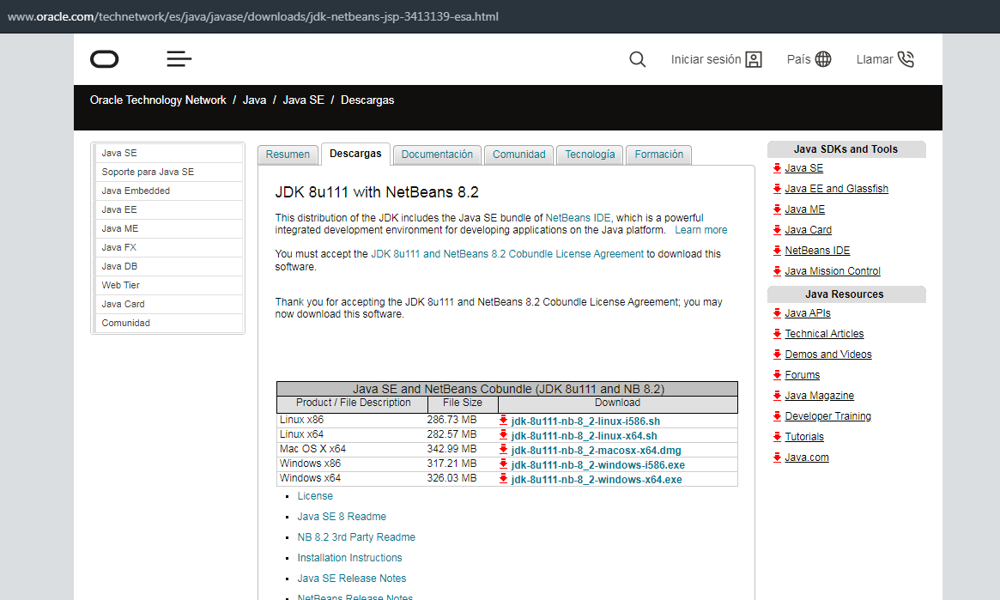 www.oracle.com/technetwork/es/java/javase/downloads/jdk-netbeans-jsp-3413139-esa.html
Iniciar sesión País Llamar
Oracle Technology Network / Java / Java SE / Descargas
Java SE
Soporte para Java SE
Java Embedded
Java EE
Java ME
Java FX
Java DB
Web Tier
Java Card
Comunidad
Resumen Descargas Documentación Comunidad Tecnología Formación
JDK 8u111 with NetBeans 8.2
This distribution of the JDK includes the Java SE bundle of NetBeans IDE, which is a powerful
integrated development environment for developing applications on the Java platform. Learn more
You must accept the JDK 8u111 and NetBeans 8.2 Cobundle License Agreement to download this
software.
Thank you for accepting the JDK 8u111 and NetBeans 8.2 Cobundle License Agreement; you may
now download this software.
Java SE and NetBeans Cobundle (JDK 8u111 and NB 8.2)
Product / File Description File Size Download
Linux x86 286.73 MB jdk-8u111-nb-8_2-linux-i586.sh
Linux x64 282.57 MB jdk-8u111-nb-8_2-linux-x64.sh
Mac OS X x64 342.99 MB jdk-8u111-nb-8_2-macosx-x64.dmg
Windows x86 317.21 MB jdk-8u111-nb-8_2-windows-i586.exe
Windows x64 326.03 MB jdk-8u111-nb-8_2-windows-x64.exe
License
Java SE 8 Readme
NB 8.2 3rd Party Readme
Installation Instructions
Java SE Release Notes
NetBeans Release Notes
Java SDKs and Tools
Java SE
Java EE and Glassfish
Java ME
Java Card
NetBeans IDE
Java Mission Control
Java Resources
Java APIs
Technical Articles
Demos and Videos
Forums
Java Magazine
Developer Training
Tutorials
Java.com